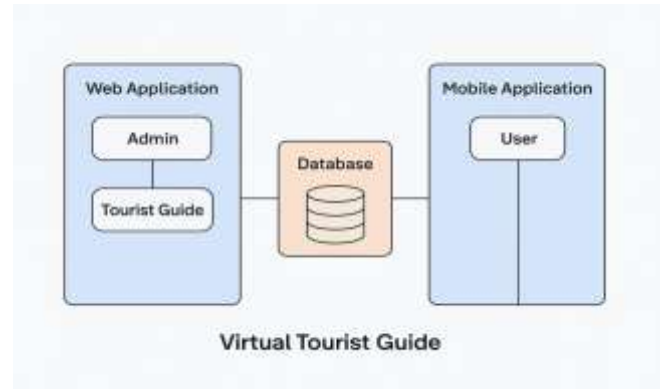 Web Application
Admin
Tourist Guide
Database
Mobile Application
User
Virtual Tourist Guide